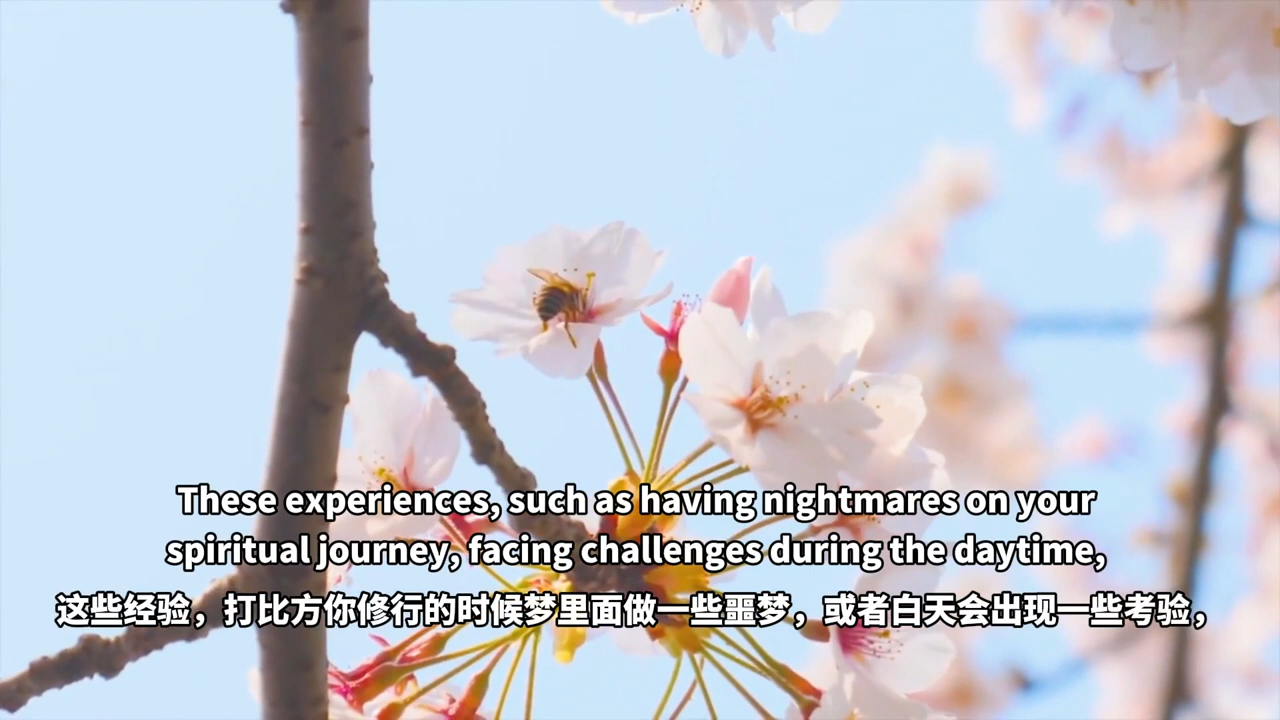 These experiences, such as having nightmares on your
spiritual journey, facing challenges during the daytime,
这些经验，打比方你修行的时候梦里面做一些噩梦，或者白天会出现一些考验，